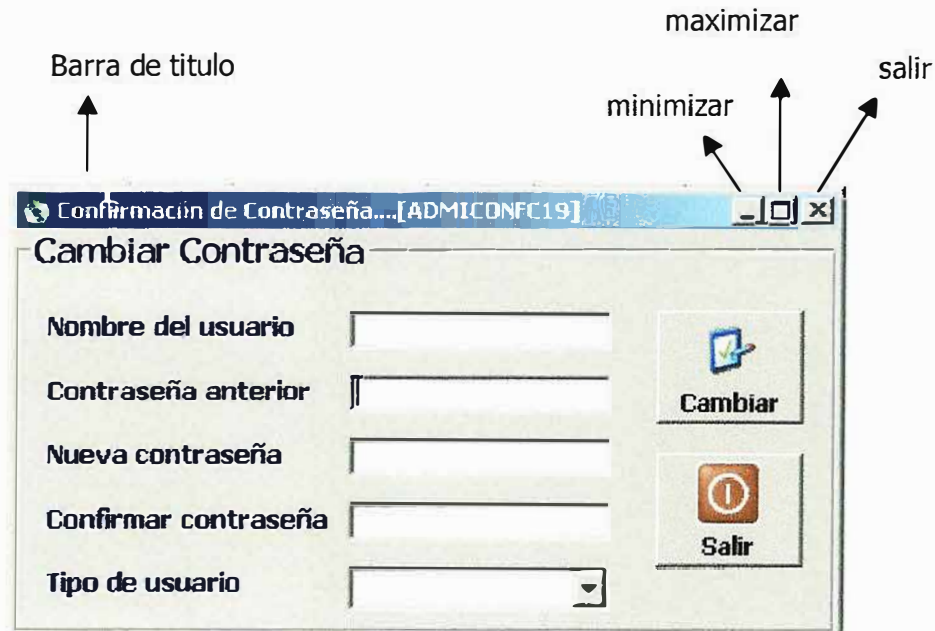 maximizar
Barra de titulo
salir
minimizar
Confirmaciin de Contraseña....[ADMICONFC19]
Cambiar Contraseña
Nombre del usuario
Contraseña anterior
Cambiar
Nueva contraseña
Confirmar contraseña
Salir
Tipo de usuario